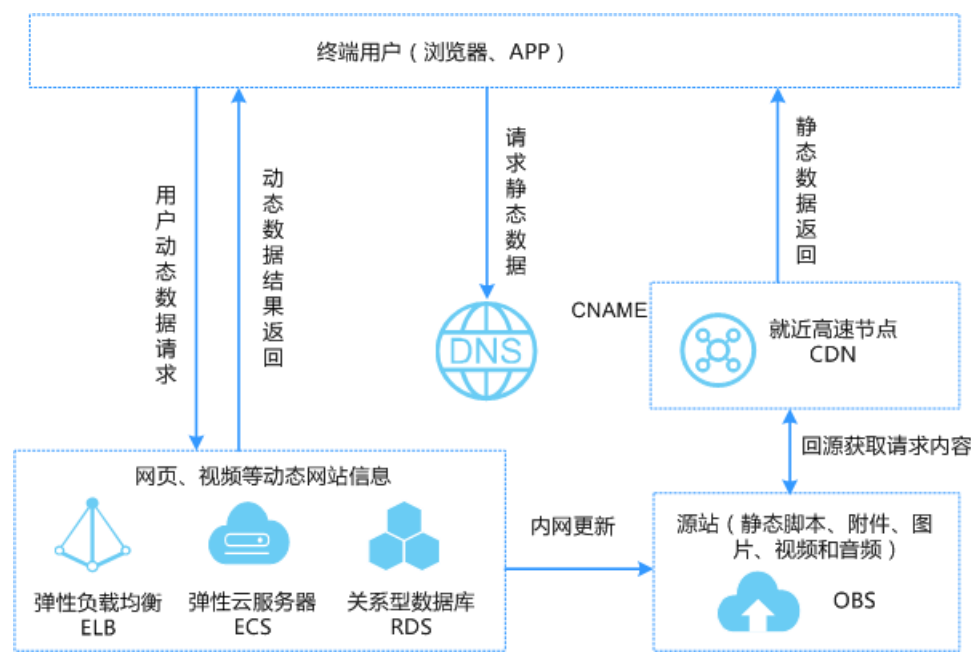 终端用户（浏览器、APP）
用户动态数据请求
动态数据结果返回
请求静态数据
静态数据返回
DNS
CNAME
就近高速节点
CDN
回源获取请求内容
网页、视频等动态网站信息
弹性负载均衡
ELB
弹性云服务器
ECS
关系型数据库
RDS
内网更新
源站（静态脚本、附件、图
片、视频和音频）
OBS